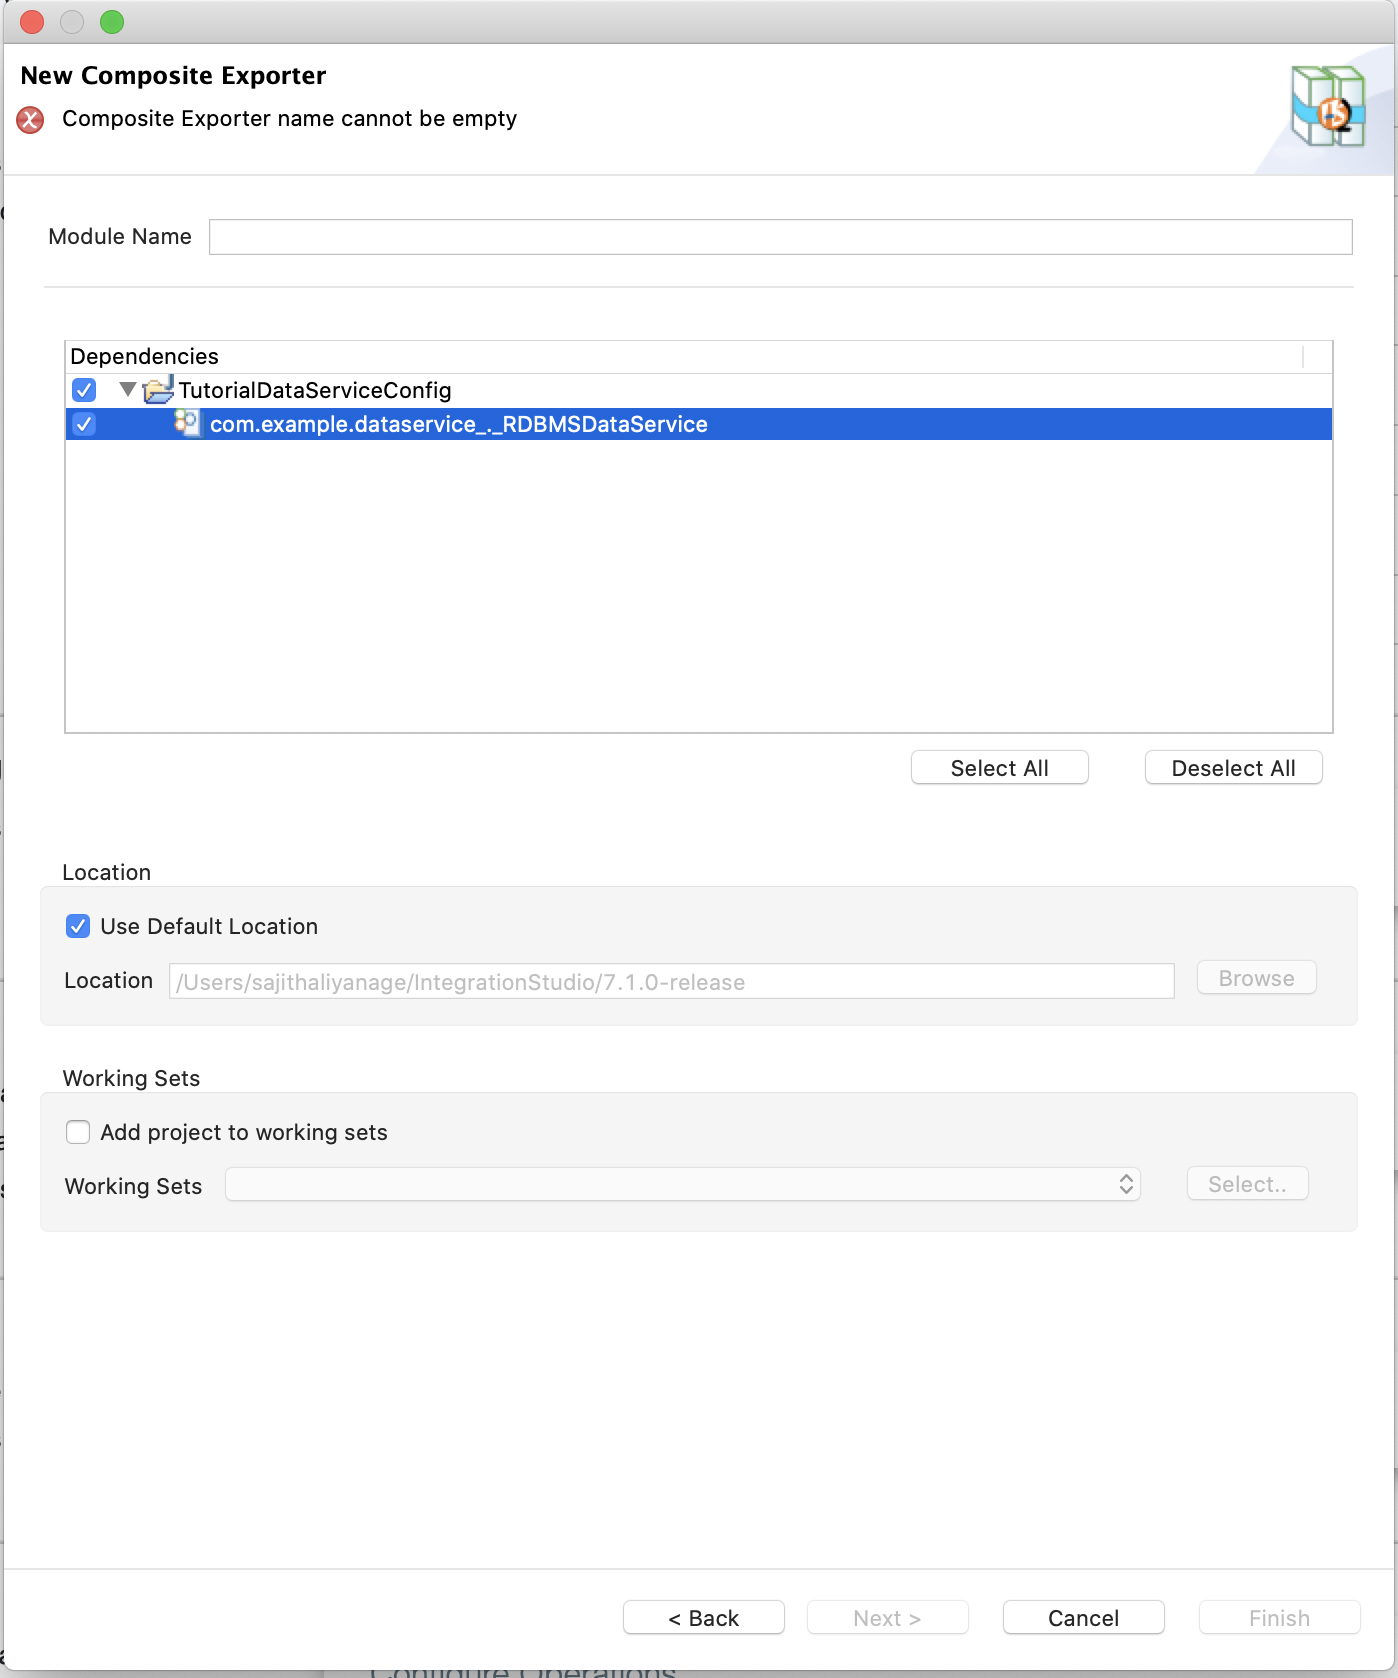 New Composite Exporter
Composite Exporter name cannot be empty
Module Name
Dependencies
TutorialDataServiceConfig
com.example.dataservice_._RDBMSDataService
Select All Deselect All
Location
Use Default Location
Location /Users/sajithaliyanage/IntegrationStudio/7.1.0-release Browse
Working Sets
Add project to working sets
Working Sets Select..
< Back Next > Cancel Finish
Configure Operations